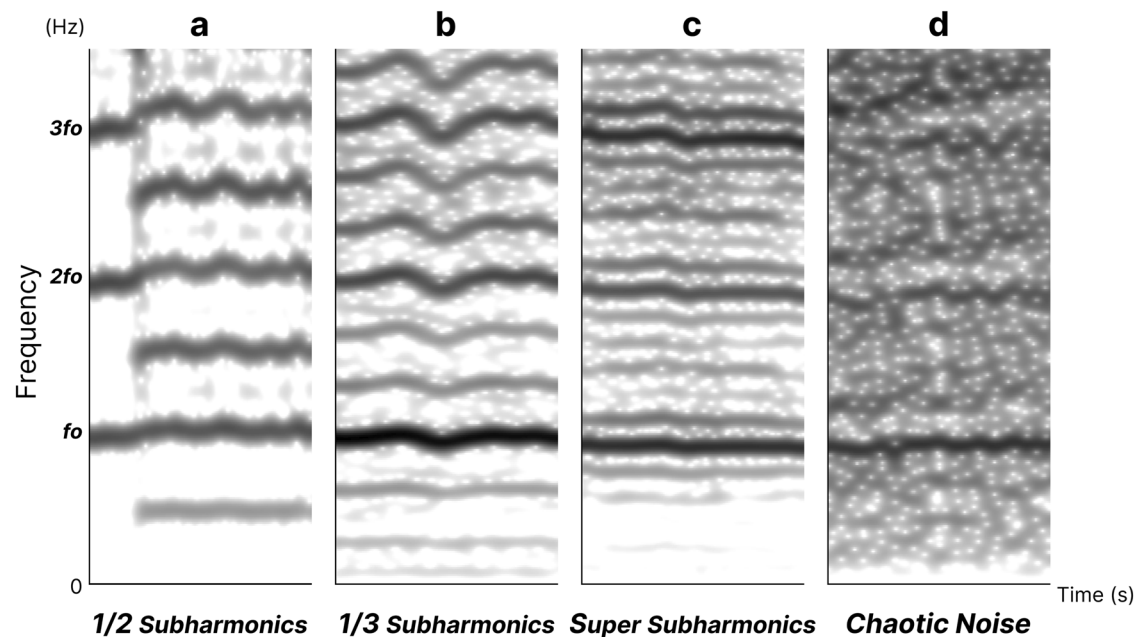 (Hz)
a b c d
3fo
2fo
fo
Frequency
0
Time (s)
1/2 Subharmonics 1/3 Subharmonics Super Subharmonics Chaotic Noise